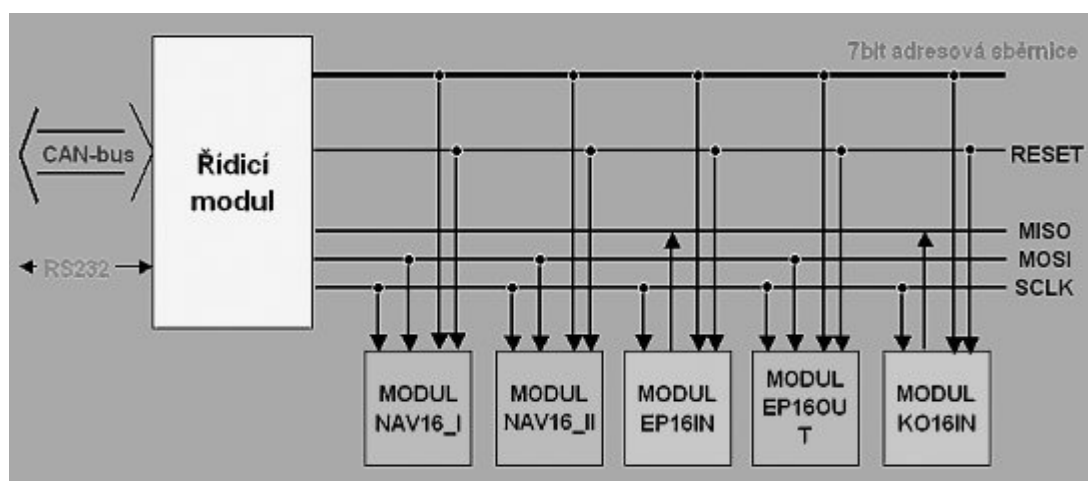 7bit adresová sběrnice
CAN-bus
Řídicí
modul
RESET
MISO
RS232
MOSI
SCLK
MODUL
NAV16_I
MODUL
NAV16_II
MODUL
EP16IN
MODUL
EP16OU
T
MODUL
KO16IN